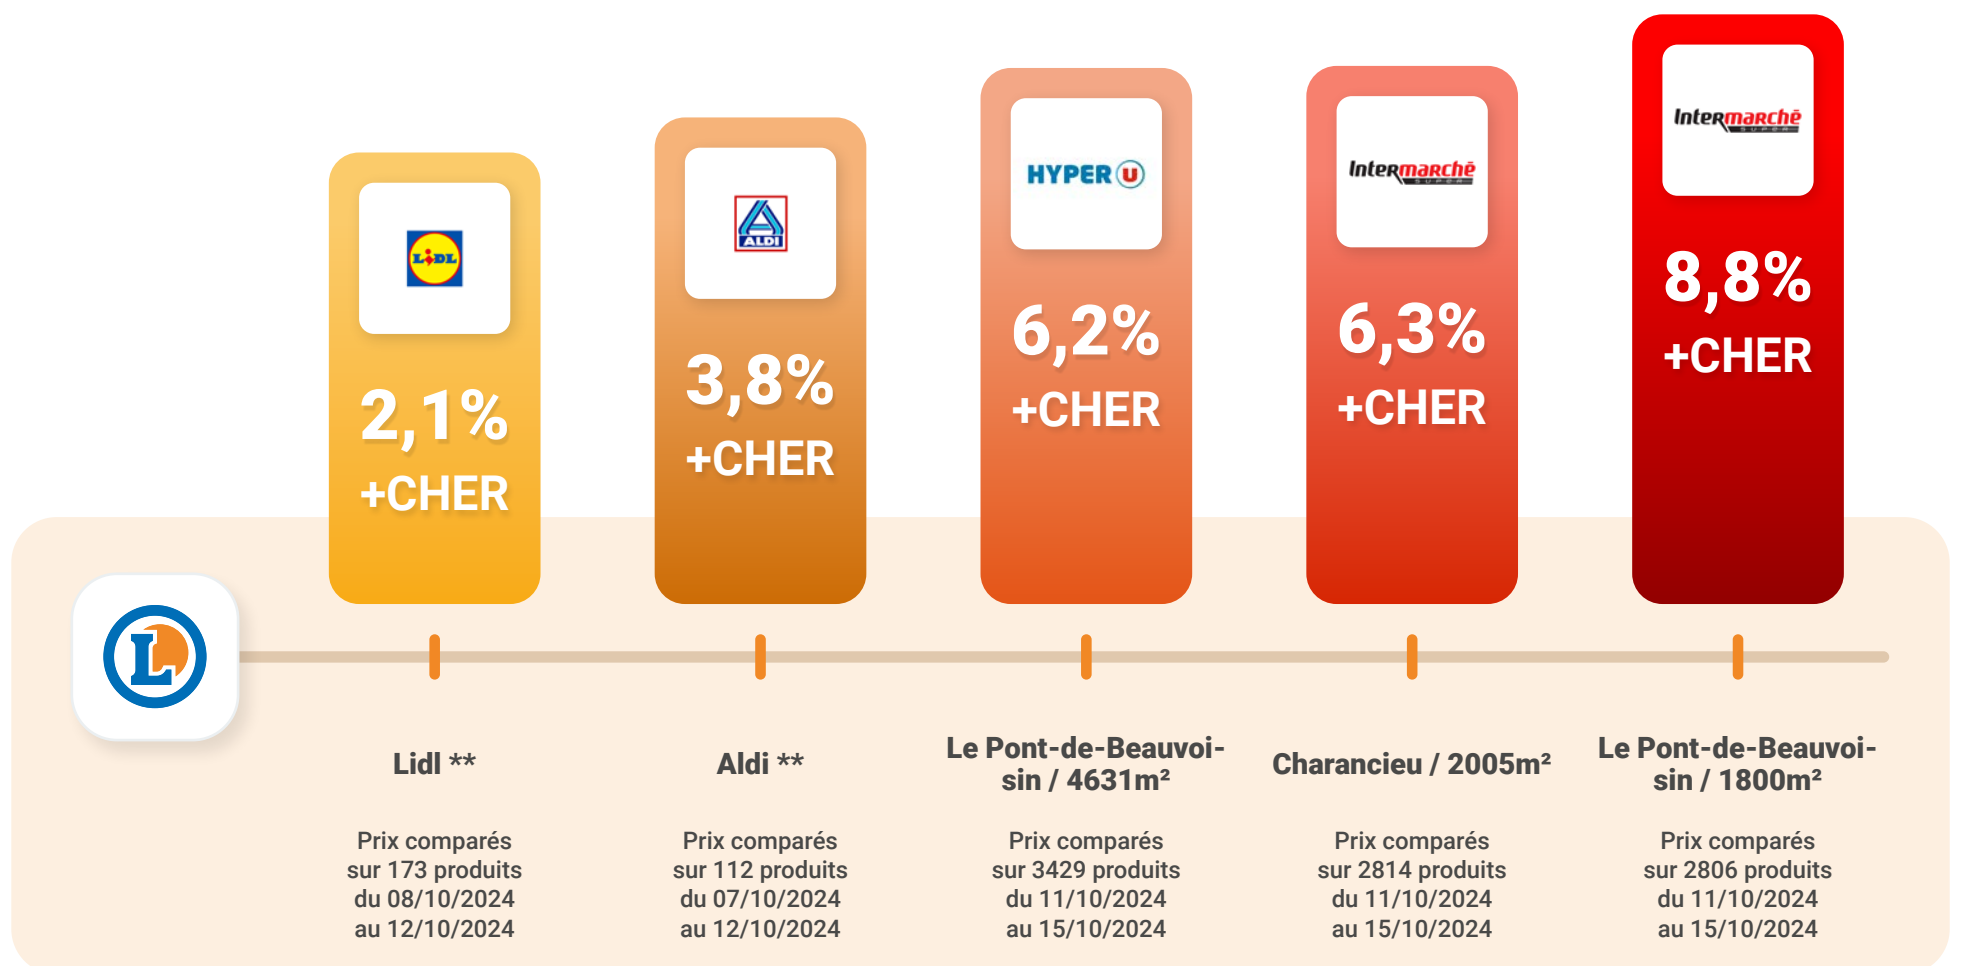 LIDL
2,1%
+CHER
ALDI
3,8%
+CHER
HYPER U
6,2%
+CHER
Intermarchē
SUPER
6,3%
+CHER
Intermarchē
SUPER
8,8%
+CHER
L
Lidl **
Prix comparés
sur 173 produits
du 08/10/2024
au 12/10/2024
Aldi **
Prix comparés
sur 112 produits
du 07/10/2024
au 12/10/2024
Le Pont-de-Beauvoi-
sin / 4631m²
Prix comparés
sur 3429 produits
du 11/10/2024
au 15/10/2024
Charancieu / 2005m²
Prix comparés
sur 2814 produits
du 11/10/2024
au 15/10/2024
Le Pont-de-Beauvoi-
sin / 1800m²
Prix comparés
sur 2806 produits
du 11/10/2024
au 15/10/2024